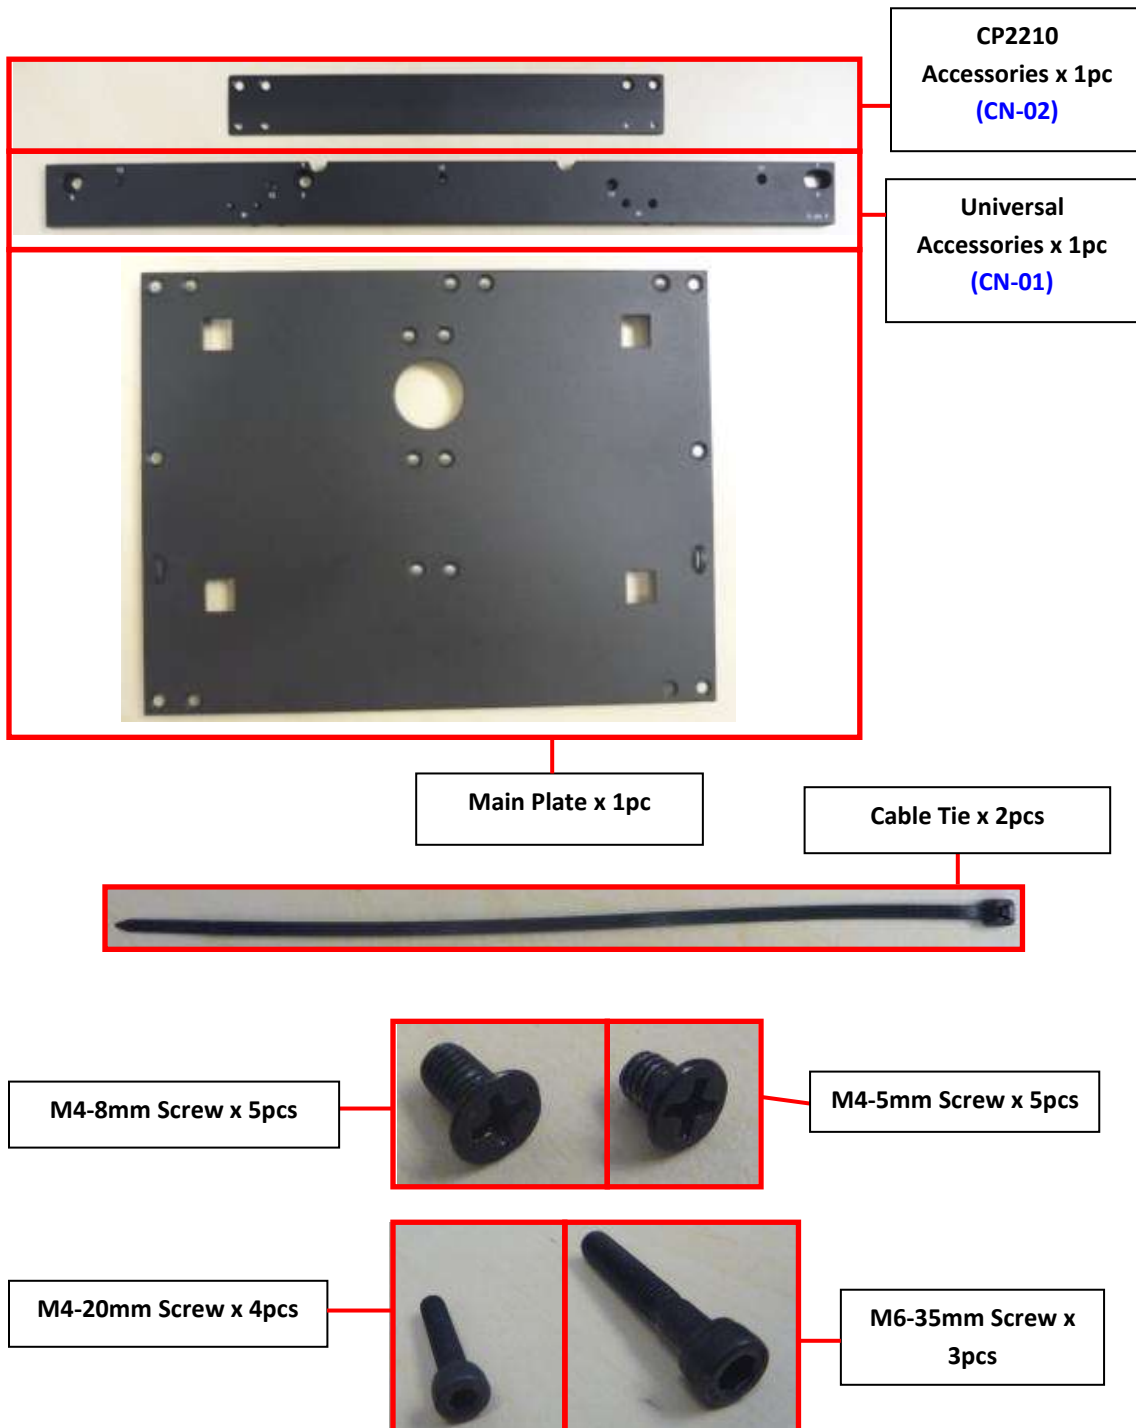 CP2210
Accessories x 1pc
(CN-02)
Universal
Accessories x 1pc
(CN-01)
Main Plate x 1pc
Cable Tie x 2pcs
M4-8mm Screw x 5pcs
M4-5mm Screw x 5pcs
M4-20mm Screw x 4pcs
M6-35mm Screw x
3pcs